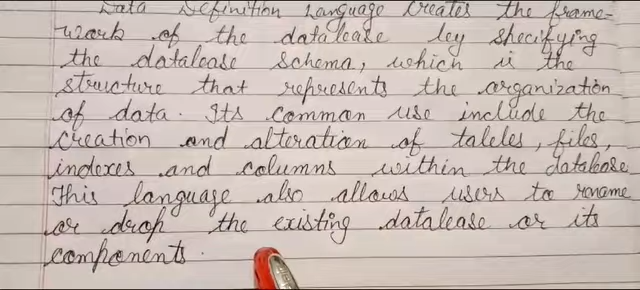 Data Definition Language creates the frame-
work of the database by specifying
the database schema, which is the
structure that represents the organization
of data. Its common use include the
creation and alteration of tables, files,
indexes and columns within the database
This language also allows users to rename
or drop the existing database or its
components.